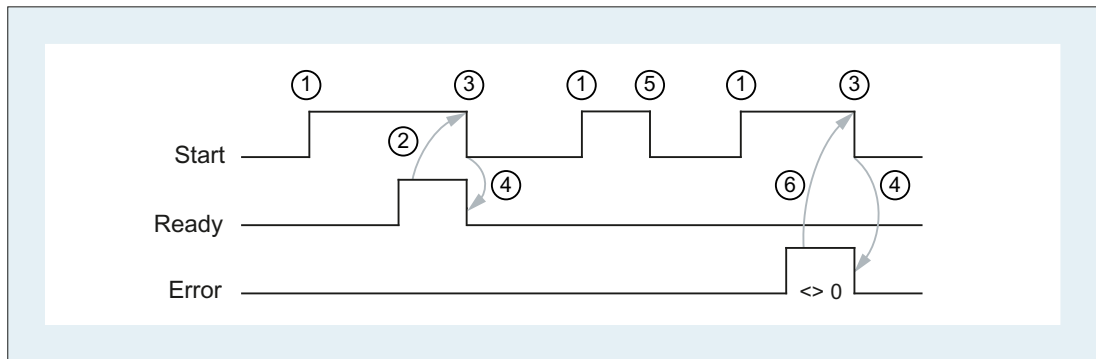 ① ③ ① ⑤ ① ③
②
Start
④ ⑥ ④
Ready
Error
<> 0